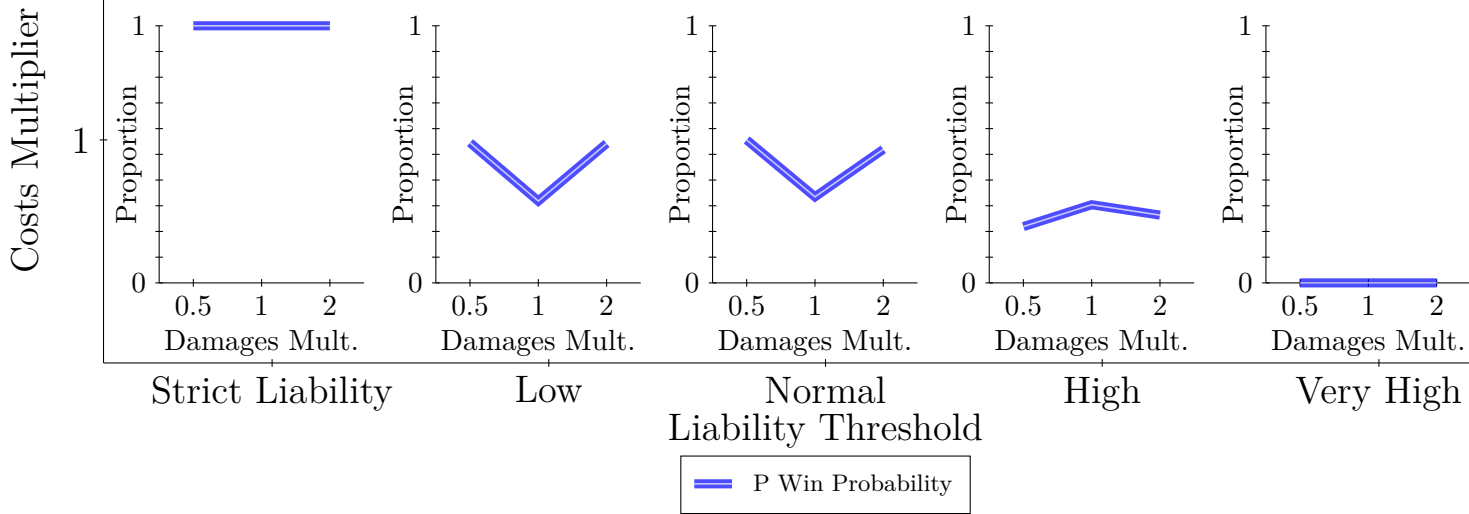 Costs Multiplier
1
1
Proportion
0
0.5 1 2
Damages Mult.
1
Proportion
0
0.5 1 2
Damages Mult.
1
Proportion
0
0.5 1 2
Damages Mult.
1
Proportion
0
0.5 1 2
Damages Mult.
1
Proportion
0
0.5 1 2
Damages Mult.
Strict Liability Low Normal High Very High
Liability Threshold
P Win Probability